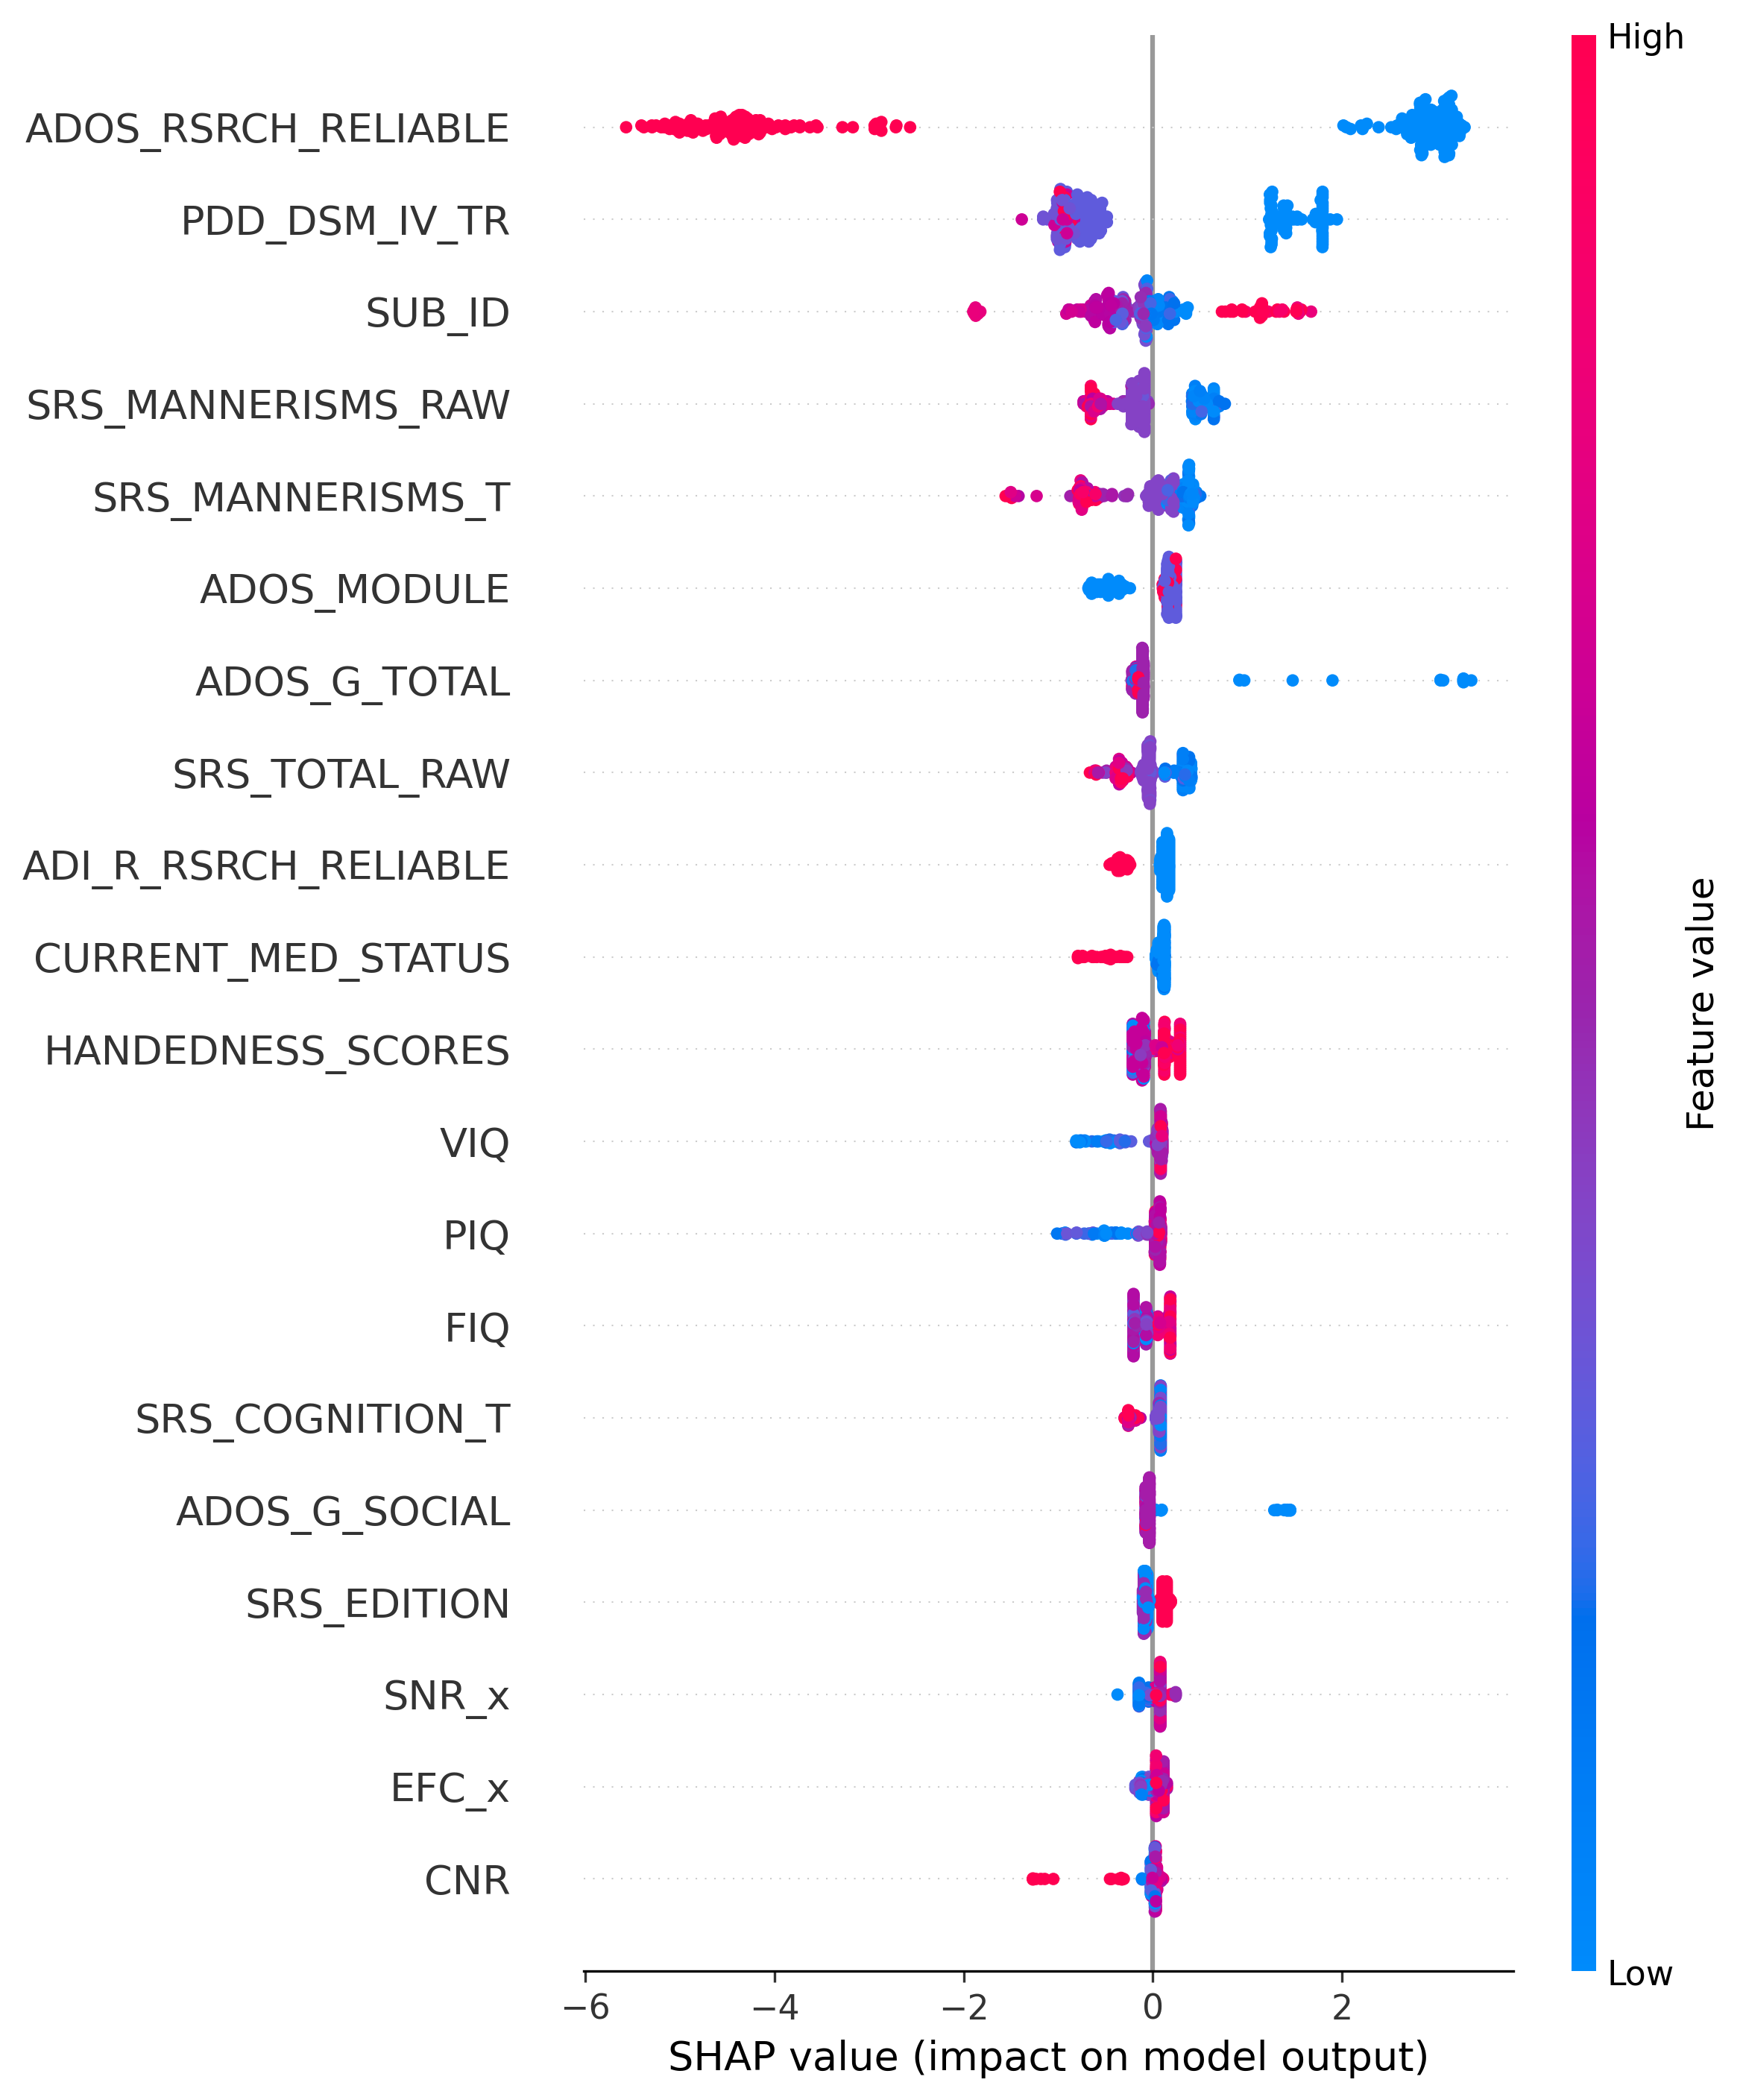 High
ADOS_RSRCH_RELIABLE
PDD_DSM_IV_TR
SUB_ID
SRS_MANNERISMS_RAW
SRS_MANNERISMS_T
ADOS_MODULE
ADOS_G_TOTAL
SRS_TOTAL_RAW
ADI_R_RSRCH_RELIABLE
CURRENT_MED_STATUS
HANDEDNESS_SCORES
VIQ
PIQ
FIQ
SRS_COGNITION_T
ADOS_G_SOCIAL
SRS_EDITION
SNR_x
EFC_x
CNR
Feature value
Low
−6 −4 −2 0 2
SHAP value (impact on model output)